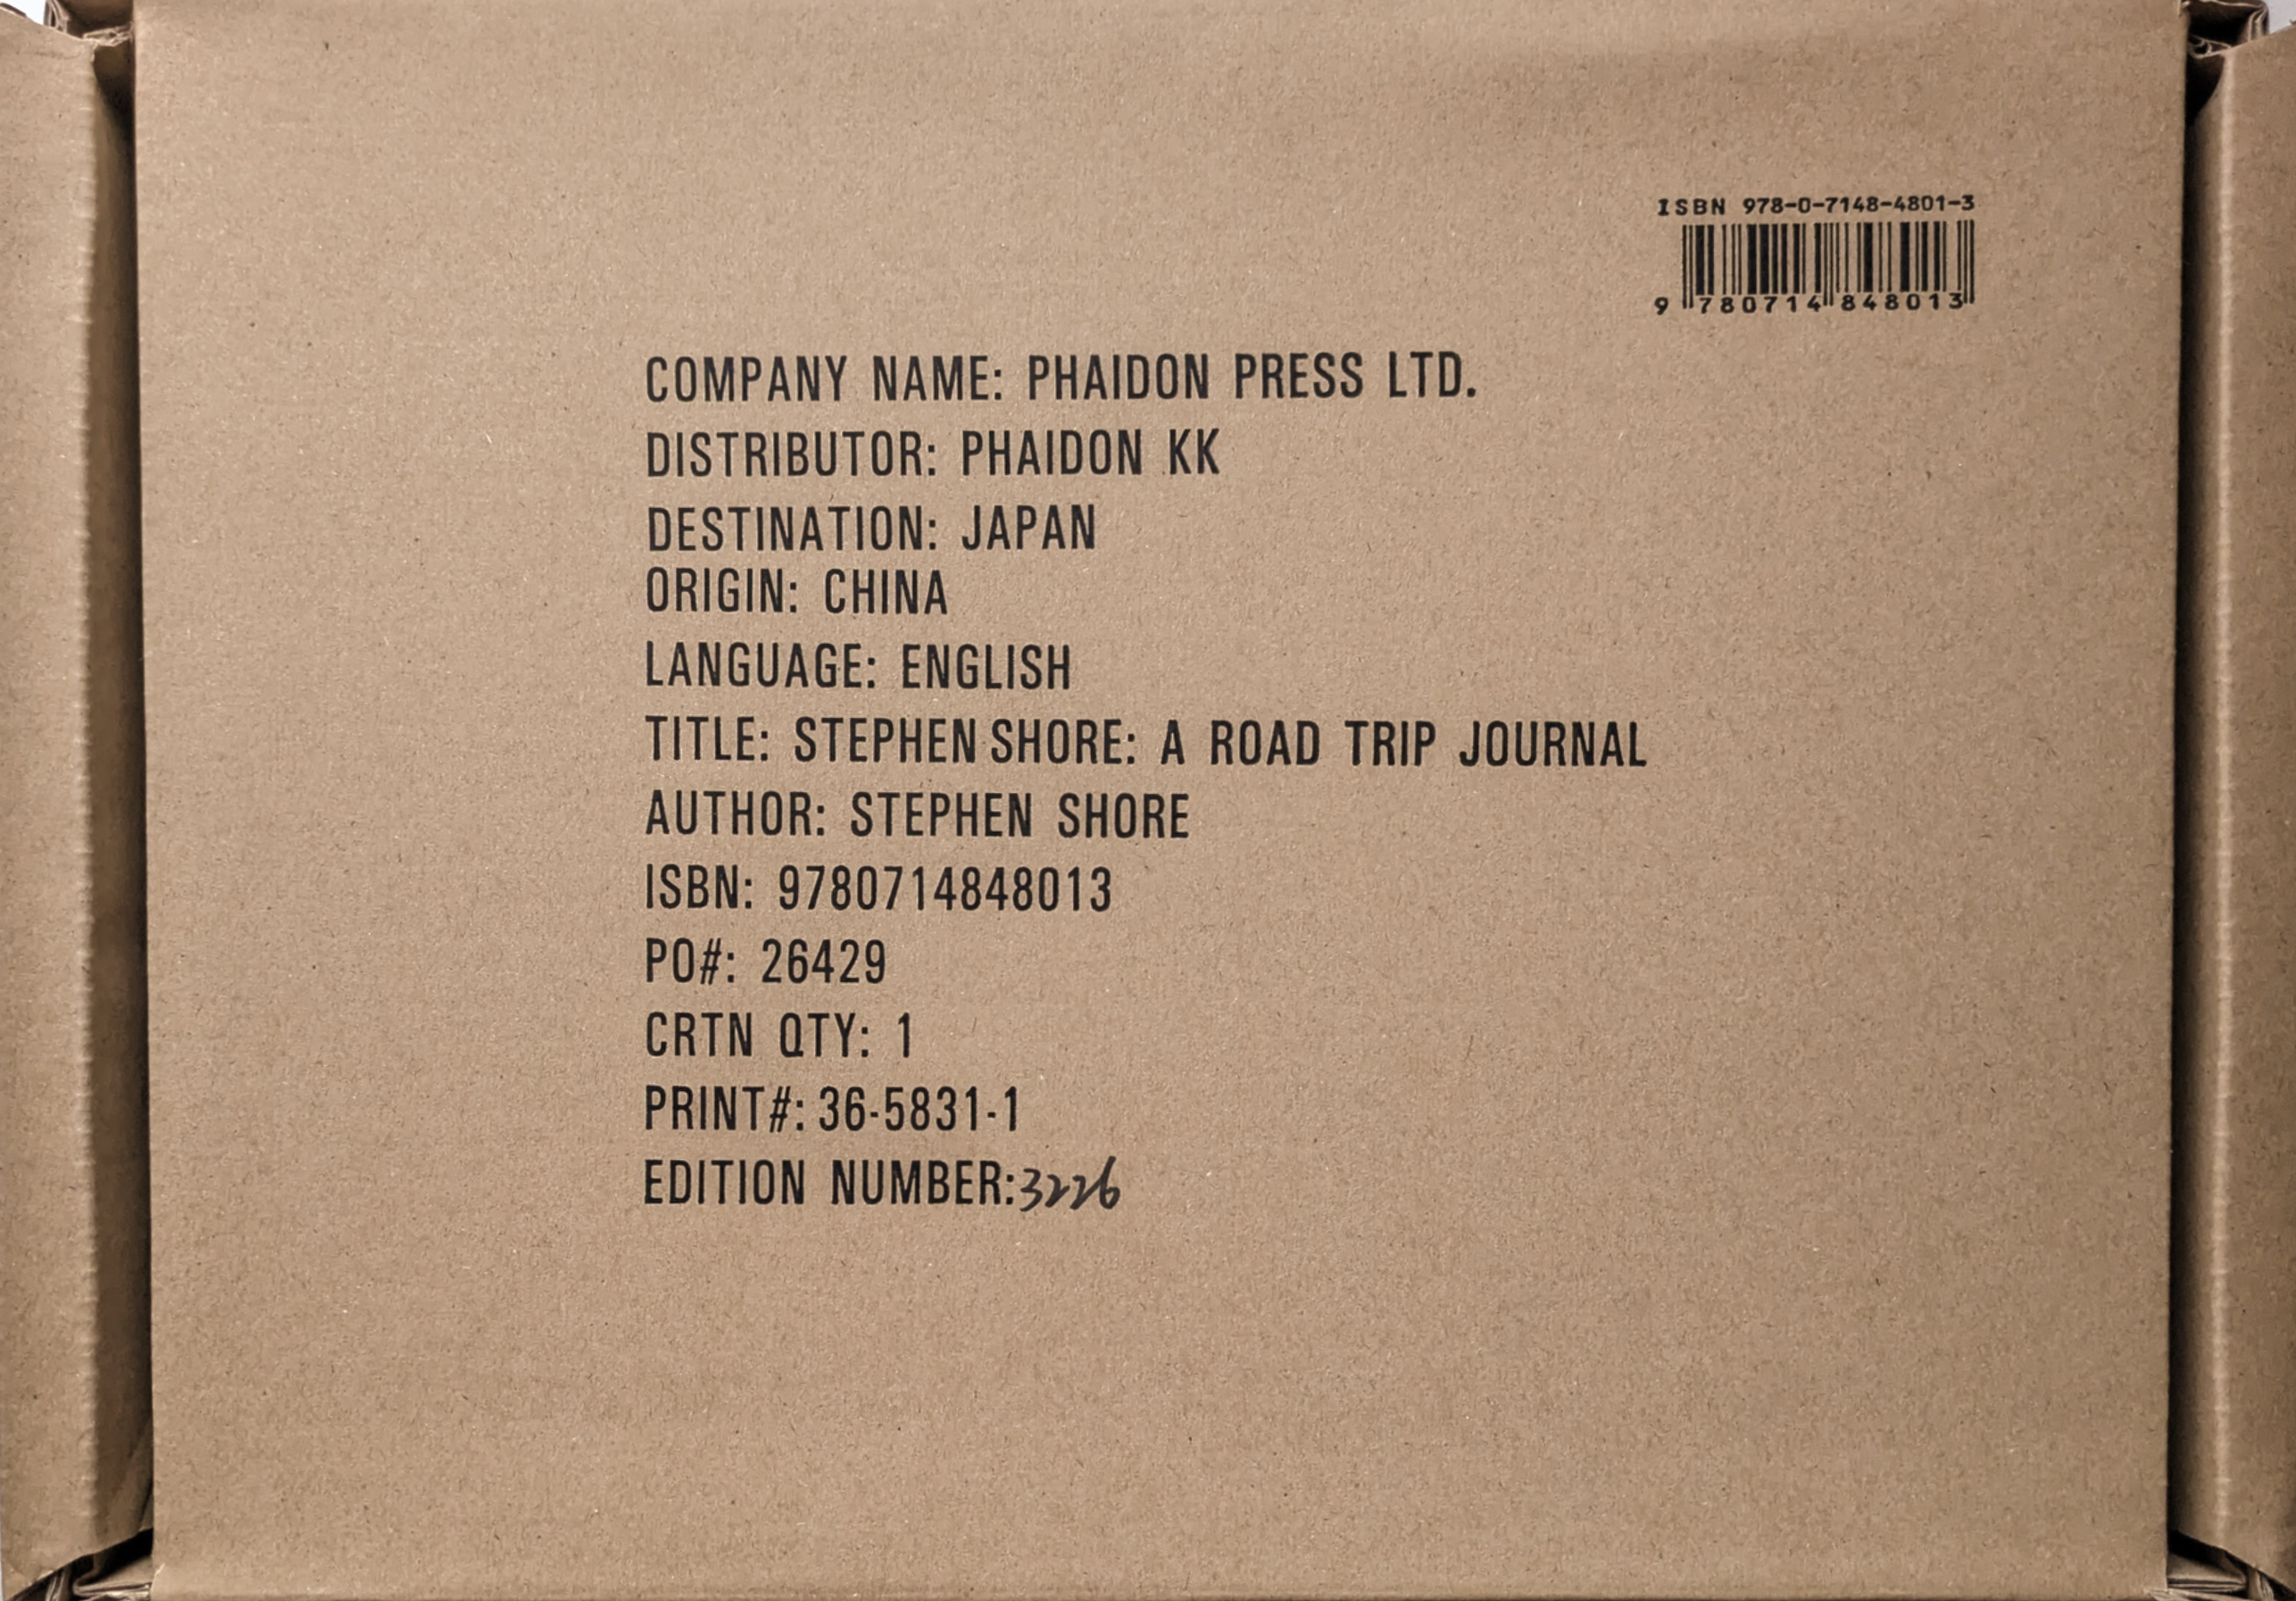 ISBN 978-0-7148-4801-3
9 780714 848013
COMPANY NAME: PHAIDON PRESS LTD.
DISTRIBUTOR: PHAIDON KK
DESTINATION: JAPAN
ORIGIN: CHINA
LANGUAGE: ENGLISH
TITLE: STEPHEN SHORE: A ROAD TRIP JOURNAL
AUTHOR: STEPHEN SHORE
ISBN: 9780714848013
PO#: 26429
CRTN QTY: 1
PRINT#: 36-5831-1
EDITION NUMBER: 3226